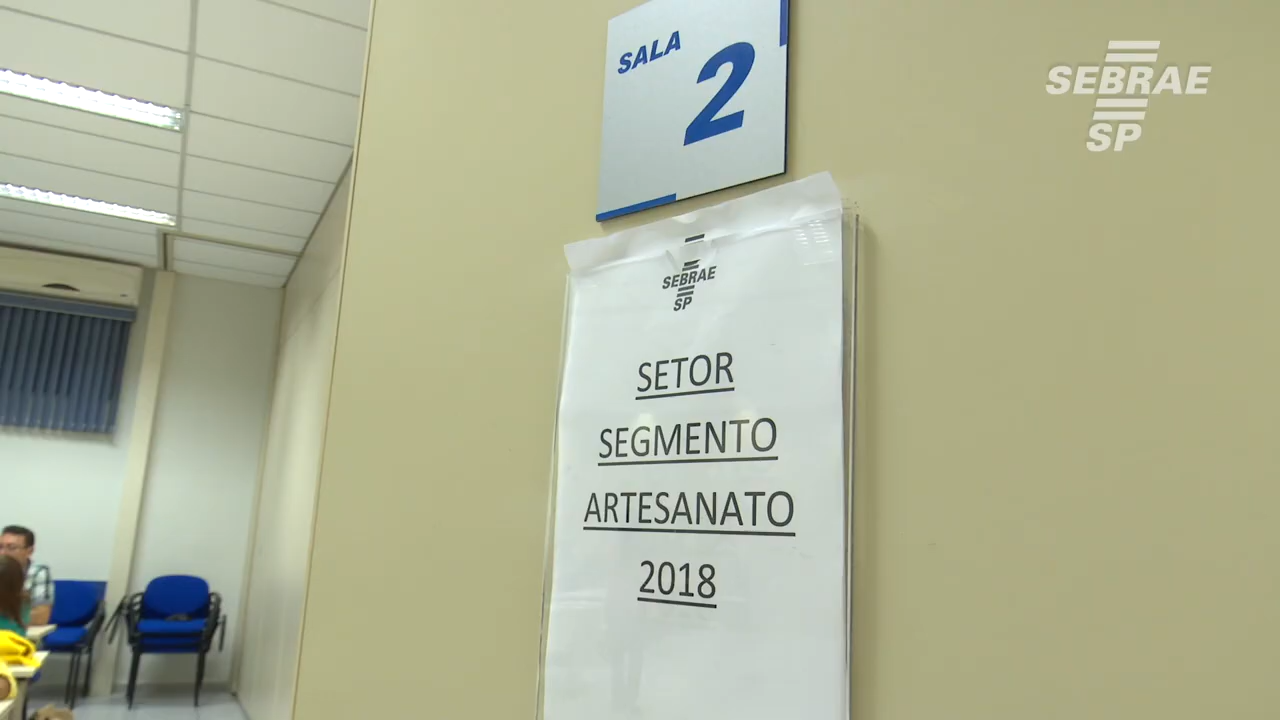 SALA
2
SEBRAE
SP
SEBRAE
SP
SETOR
SEGMENTO
ARTESANATO
2018